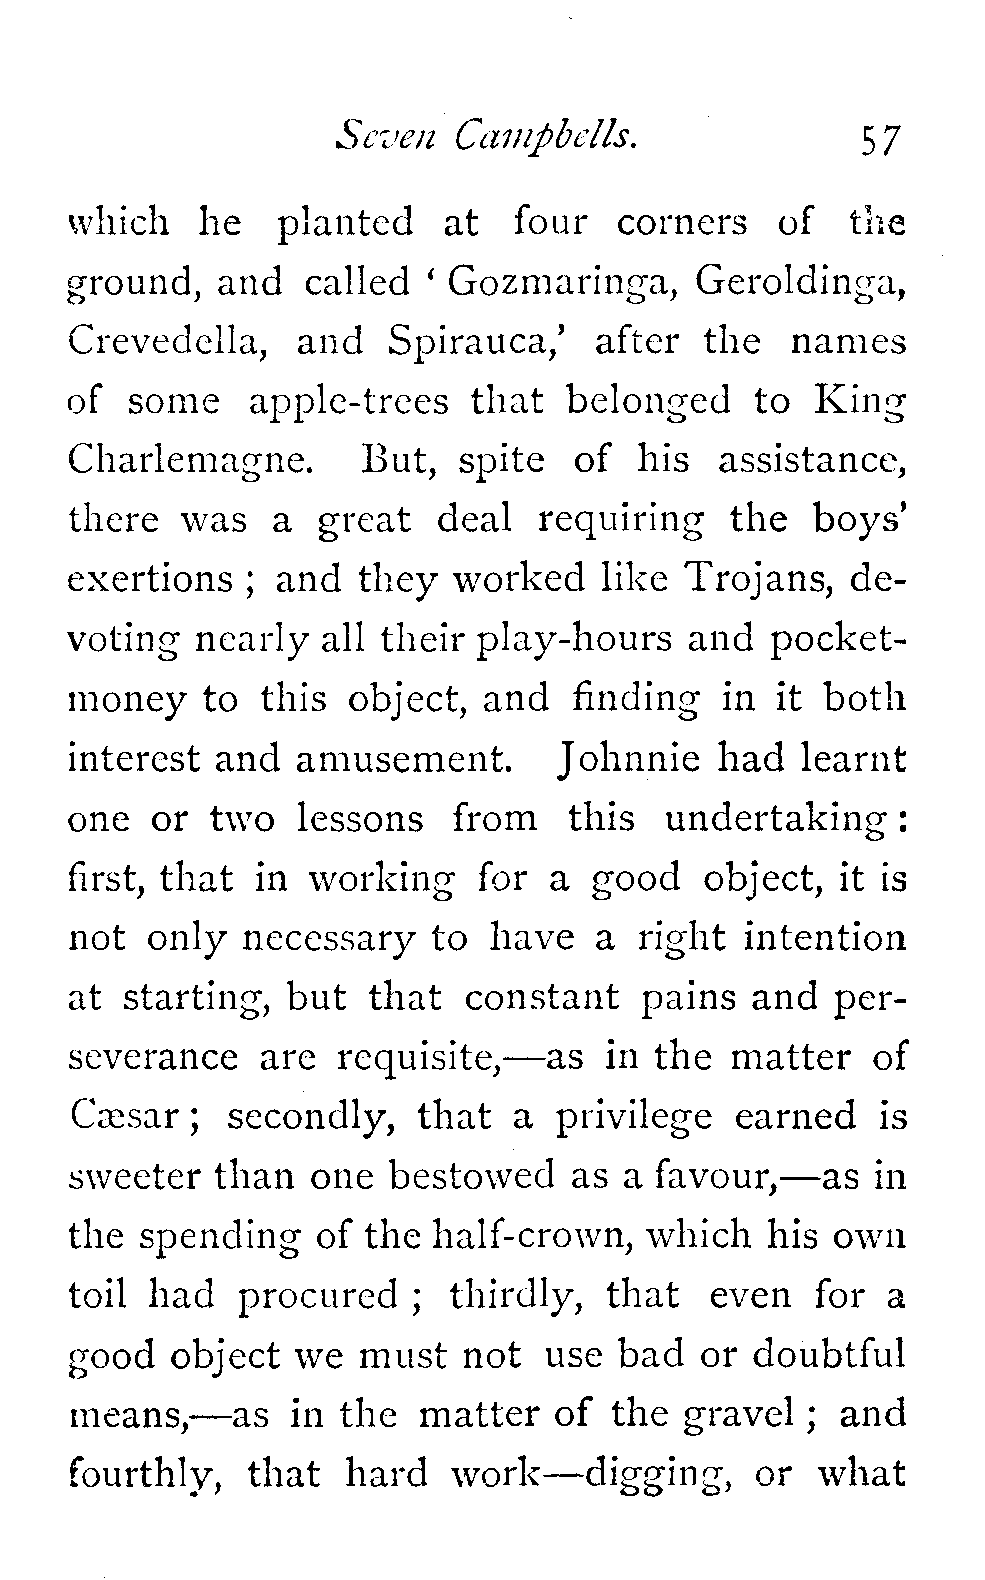 Seven Campbells. 57
which he planted at four corners of the
ground, and called ‘ Gozmaringa, Geroldinga,
Crevedella, and Spirauca,’ after the names
of some apple-trees that belonged to King
Charlemagne. But, spite of his assistance,
there was a great deal requiring the boys’
exertions ; and they worked like Trojans, de-
voting nearly all their play-hours and pocket-
money to this object, and finding in it both
interest and amusement. Johnnie had learnt
one or two lessons from this undertaking :
first, that in working for a good object, it is
not only necessary to have a right intention
at starting, but that constant pains and per-
severance are requisite,—as in the matter of
Cæsar ; secondly, that a privilege earned is
sweeter than one bestowed as a favour,—as in
the spending of the half-crown, which his own
toil had procured ; thirdly, that even for a
good object we must not use bad or doubtful
means,—as in the matter of the gravel ; and
fourthly, that hard work—digging, or what